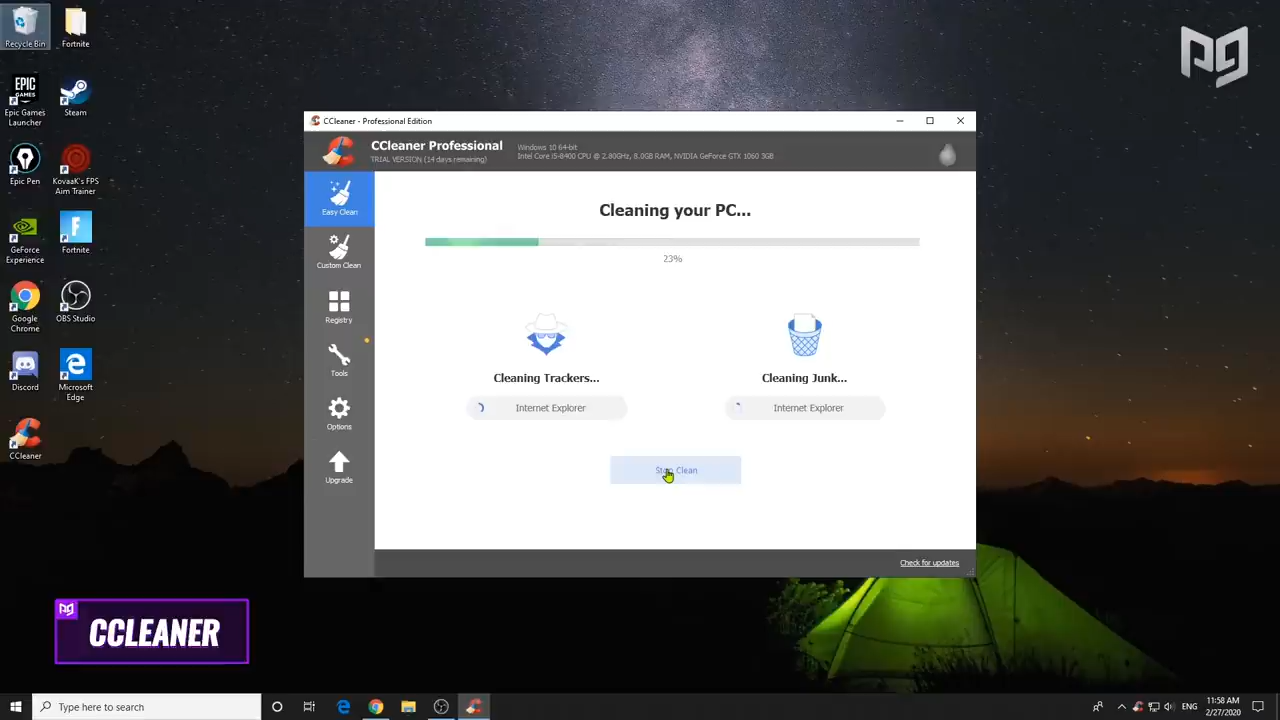 Recycle Bin
Fortnite
Epic Games
Launcher
Steam
Epic Pen
KovaaK's FPS
Aim Trainer
GeForce
Experience
Fortnite
Google
Chrome
OBS Studio
Discord
Microsoft
Edge
CCleaner
CCleaner - Professional Edition
CCleaner Professional
TRIAL VERSION (14 days remaining)
Windows 10 64-bit
Intel Core i5-8400 CPU @ 2.80GHz, 8.0GB RAM, NVIDIA GeForce GTX 1060 3GB
Easy Clean
Custom Clean
Registry
Tools
Options
Upgrade
Cleaning your PC...
23%
Cleaning Trackers...
Cleaning Junk...
Internet Explorer
Internet Explorer
Stop Clean
Check for updates
CCLEANER
Type here to search
ENG
11:58 AM
2/27/2020